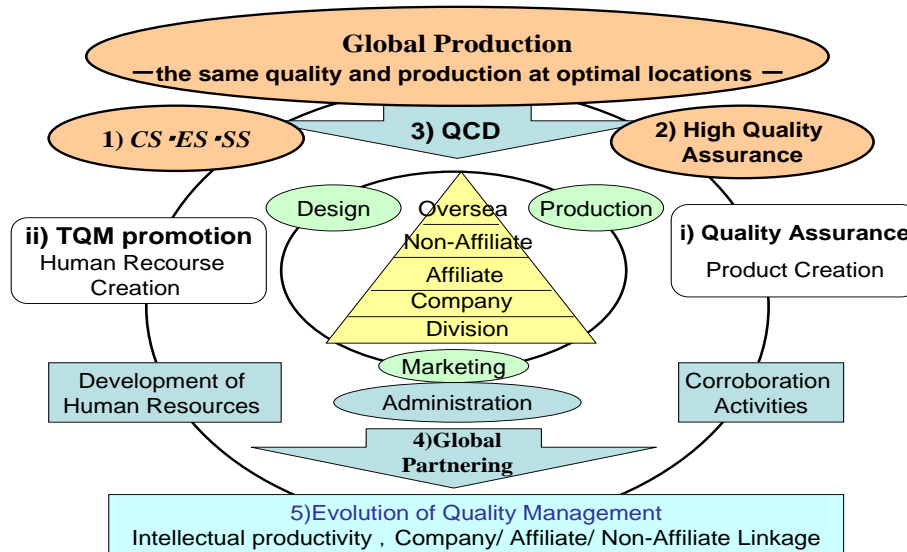 Global Production
—the same quality and production at optimal locations —
1) CS･ES･SS
3) QCD
2) High Quality
Assurance
Design
Oversea
Production
Non-Affiliate
Affiliate
Company
Division
ii) TQM promotion
Human Recourse
Creation
i) Quality Assurance
Product Creation
Marketing
Administration
Development of
Human Resources
Corroboration
Activities
4)Global
Partnering
5)Evolution of Quality Management
Intellectual productivity , Company/ Affiliate/ Non-Affiliate Linkage